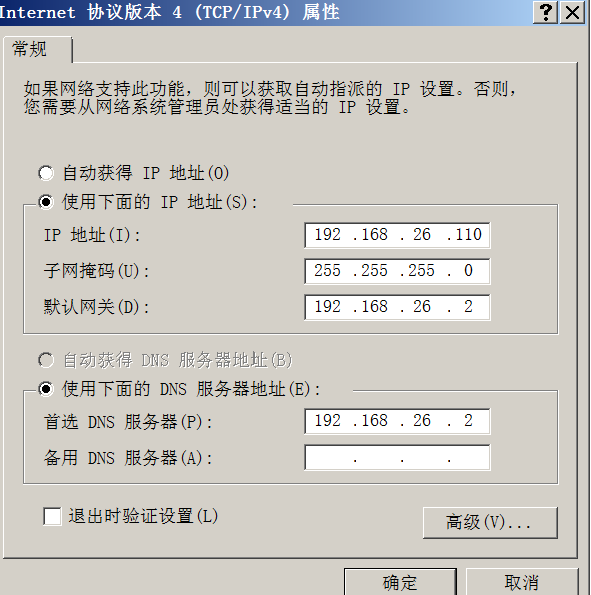 Internet 协议版本 4 (TCP/IPv4) 属性
常规
如果网络支持此功能，则可以获取自动指派的 IP 设置。否则，
您需要从网络系统管理员处获得适当的 IP 设置。
自动获得 IP 地址(O)
使用下面的 IP 地址(S):
IP 地址(I): 192 .168 . 26 .110
子网掩码(U): 255 .255 .255 . 0
默认网关(D): 192 .168 . 26 . 2
自动获得 DNS 服务器地址(B)
使用下面的 DNS 服务器地址(E):
首选 DNS 服务器(P): 192 .168 . 26 . 2
备用 DNS 服务器(A): . . .
退出时验证设置(L)
高级(V)...
确定 取消